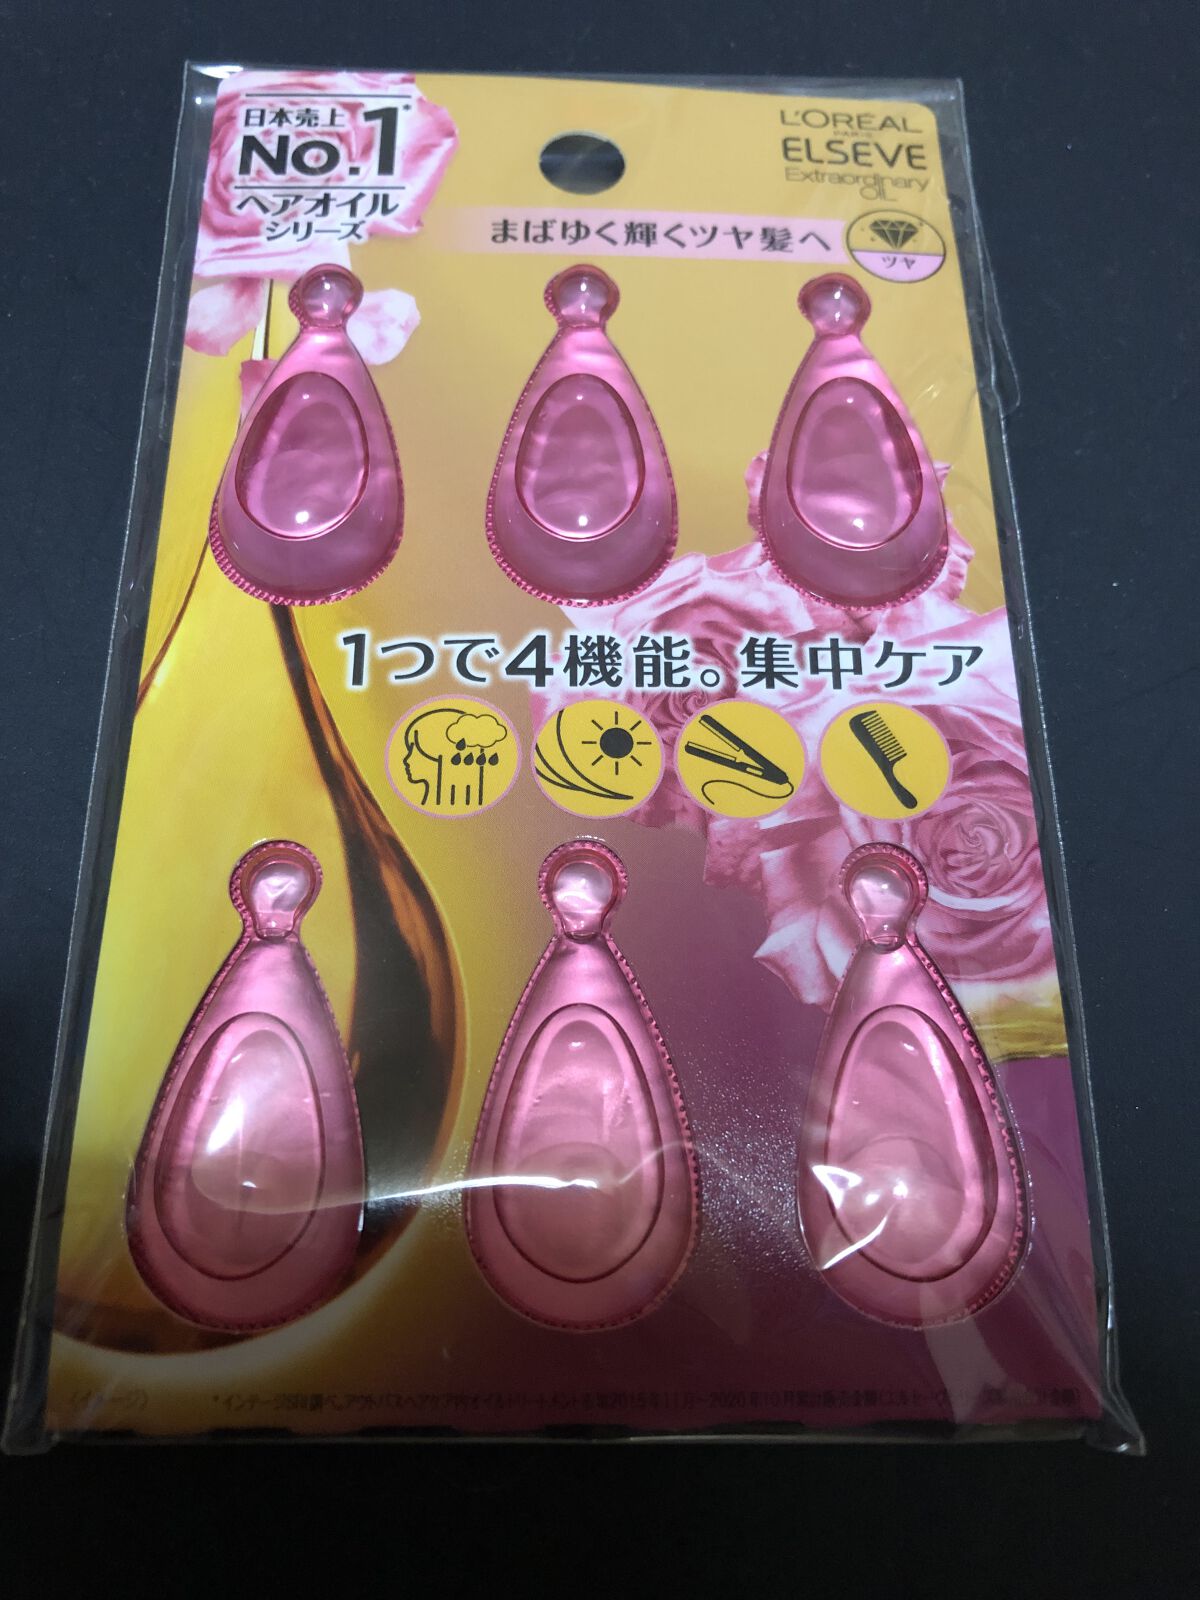 日本売上
No.1*
ヘアオイル
シリーズ
L'ORÉAL
PARIS
ELSEVE
Extraordinary
OIL
まばゆく輝くツヤ髪へ
ツヤ
1つで4機能。集中ケア